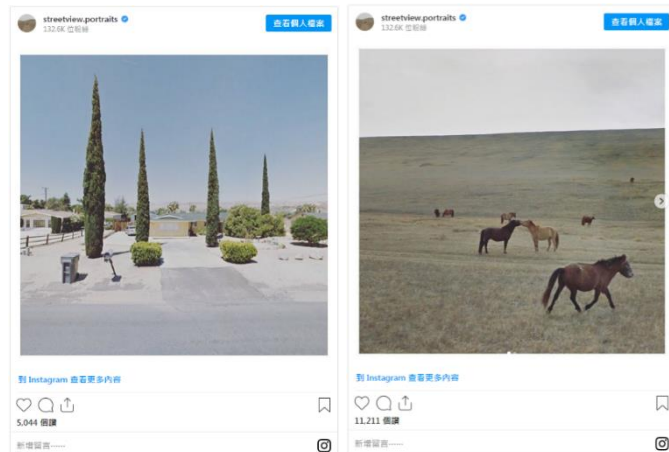 streetview.portraits
132.6K 位粉絲
查看個人檔案
到 Instagram 查看更多內容
5,044 個讚
新增留言......
streetview.portraits
132.6K 位粉絲
查看個人檔案
到 Instagram 查看更多內容
11,211 個讚
新增留言......